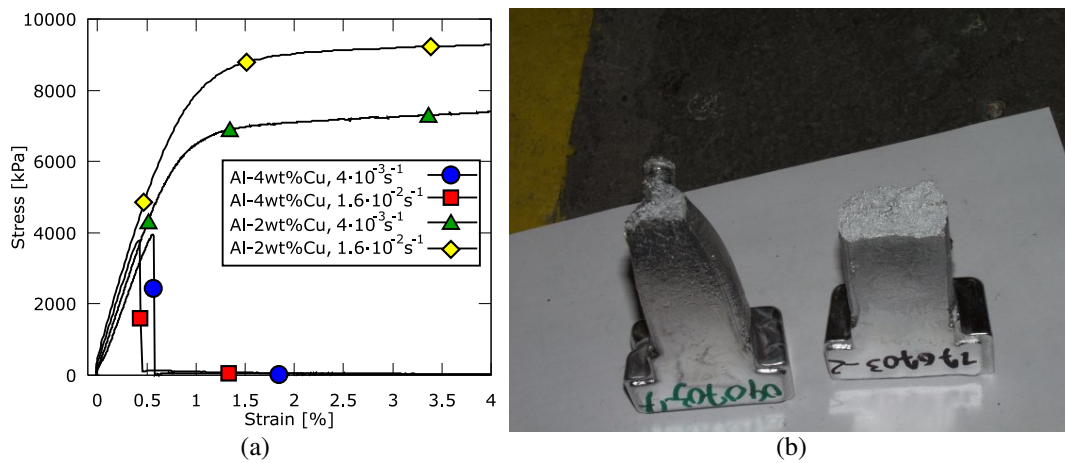 10000
8000
6000
4000
2000
0
Stress [kPa]
Al-4wt%Cu, 4·10⁻³s⁻¹
Al-4wt%Cu, 1.6·10⁻²s⁻¹
Al-2wt%Cu, 4·10⁻³s⁻¹
Al-2wt%Cu, 1.6·10⁻²s⁻¹
0 0.5 1 1.5 2 2.5 3 3.5 4
Strain [%]
(a)
(b)